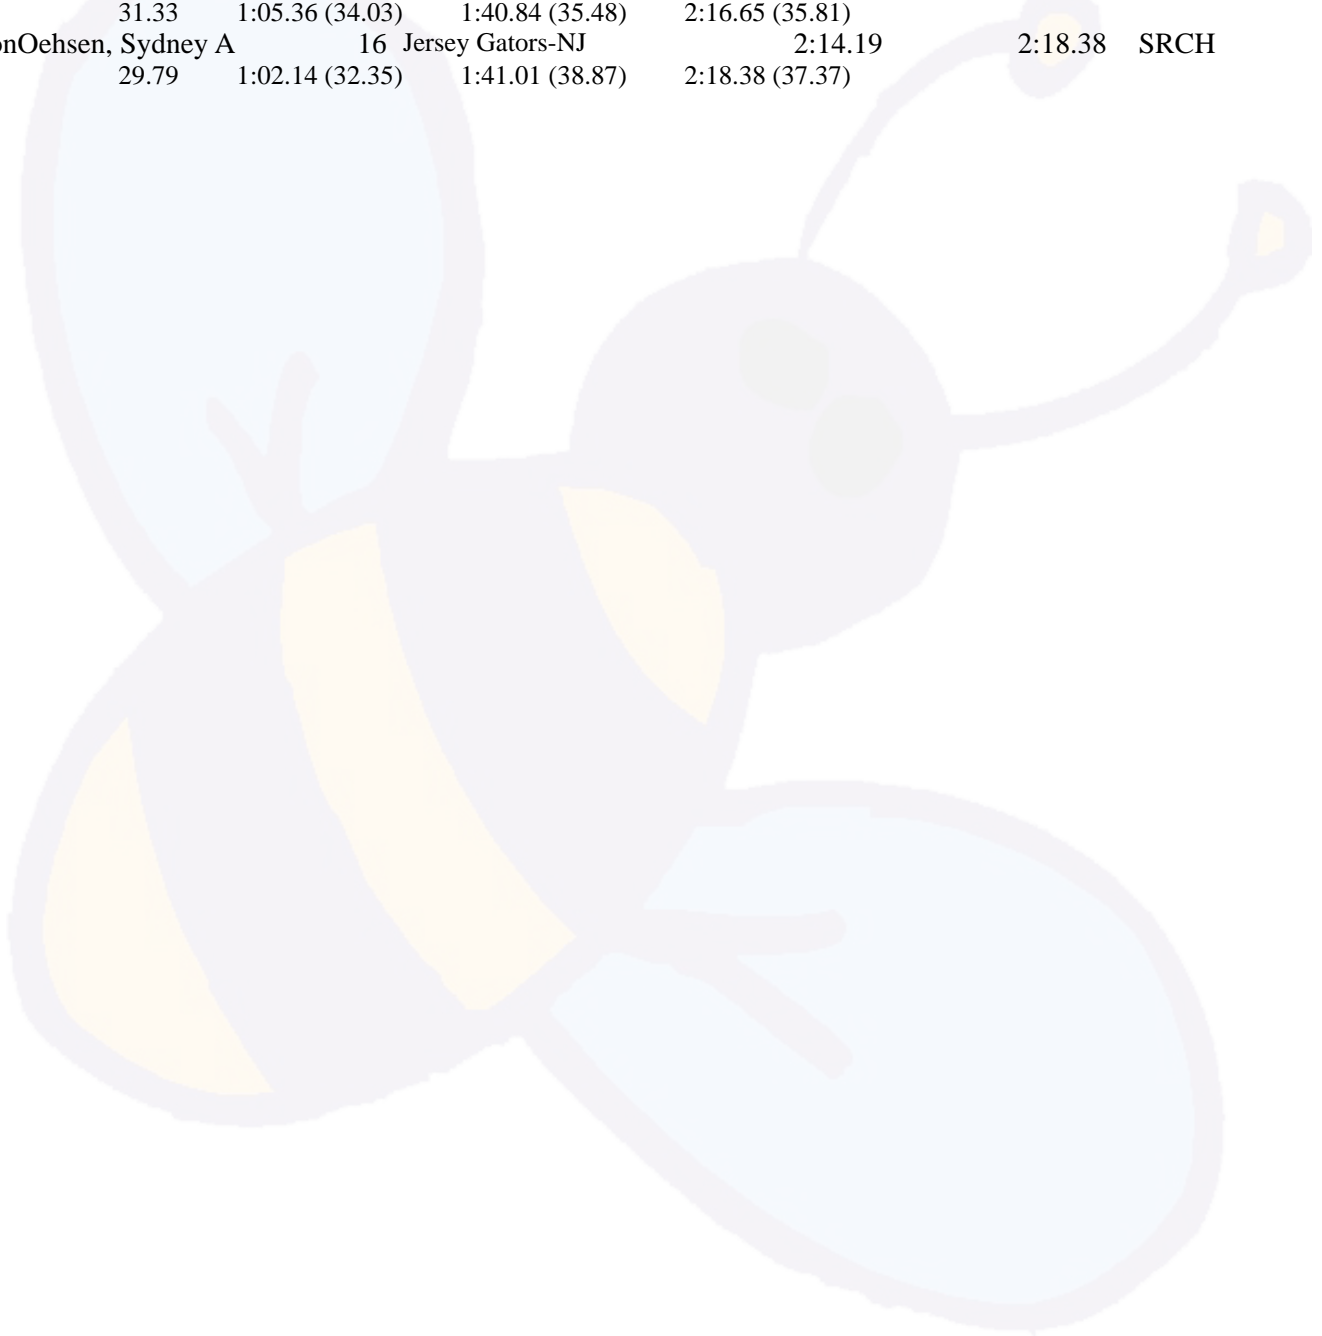 31.33 1:05.36 (34.03) 1:40.84 (35.48) 2:16.65 (35.81)
onOehsen, Sydney A 16 Jersey Gators-NJ 2:14.19 2:18.38 SRCH
29.79 1:02.14 (32.35) 1:41.01 (38.87) 2:18.38 (37.37)